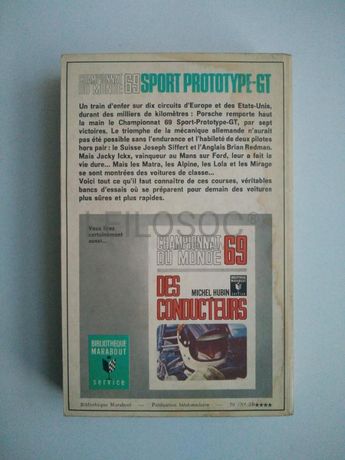 CHAMPIONNAT DU MONDE 69 SPORT PROTOTYPE-GT
Un train d'enfer sur dix circuits d'Europe et des Etats-Unis,
durant des milliers de kilomètres : Porsche remporte haut
la main le Championnat 69 Sport-Prototype-GT, par sept
victoires. Le triomphe de la mécanique allemande n'aurait
pas été possible sans l'endurance et l'habileté de deux pilotes
hors pair : le Suisse Joseph Siffert et l'Anglais Brian Redman.
Mais Jacky Ickx, vainqueur au Mans sur Ford, leur a fait la
vie dure... Mais les Matra, les Alpine, les Lola et les Mirage
se sont montrées des voitures de classe...
Voici tout ce qu'il faut connaître de ces courses, véritables
bancs d'essais où se préparent pour demain des voitures
plus sûres et plus rapides.
LEILOSOC®
Vous lirez
certainement
aussi...
CHAMPIONNAT
DU MONDE 69
MICHEL HUBIN
DES
CONDUCTEURS
BIBLIOTHEQUE
MARABOUT
service
Bibliothèque Marabout — Publication bimensuelle —